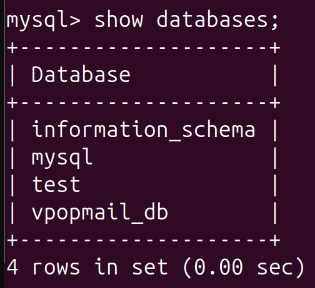 mysql> show databases;
+--------------------+
| Database           |
+--------------------+
| information_schema |
| mysql              |
| test               |
| vpopmail_db        |
+--------------------+
4 rows in set (0.00 sec)